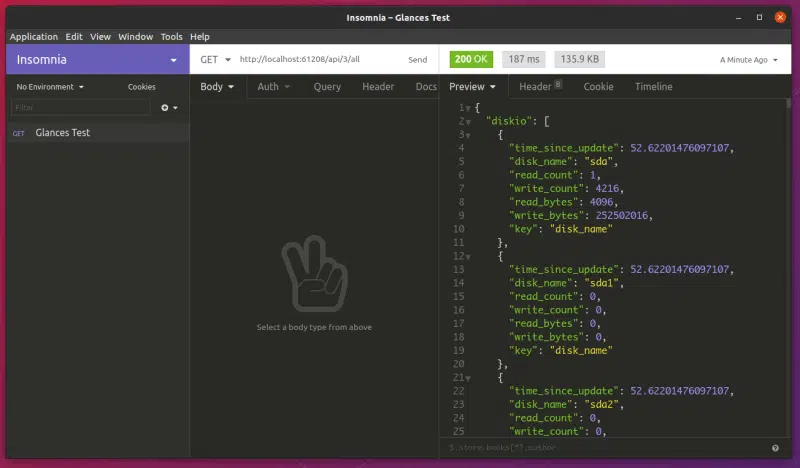 Insomnia – Glances Test
Application Edit View Window Tools Help
Insomnia
GET http://localhost:61208/api/3/all Send
200 OK 187 ms 135.9 KB A Minute Ago
No Environment Cookies
Body Auth Query Header Docs
Preview Header 8 Cookie Timeline
Filter
GET Glances Test
Select a body type from above
1 {
2 "diskio": [
3 {
4 "time_since_update": 52.62201476097107,
5 "disk_name": "sda",
6 "read_count": 1,
7 "write_count": 4216,
8 "read_bytes": 4096,
9 "write_bytes": 252502016,
10 "key": "disk_name"
11 },
12 {
13 "time_since_update": 52.62201476097107,
14 "disk_name": "sda1",
15 "read_count": 0,
16 "write_count": 0,
17 "read_bytes": 0,
18 "write_bytes": 0,
19 "key": "disk_name"
20 },
21 {
22 "time_since_update": 52.62201476097107,
23 "disk_name": "sda2",
24 "read_count": 0,
25 "write_count": 0,
$.store.books[*].author